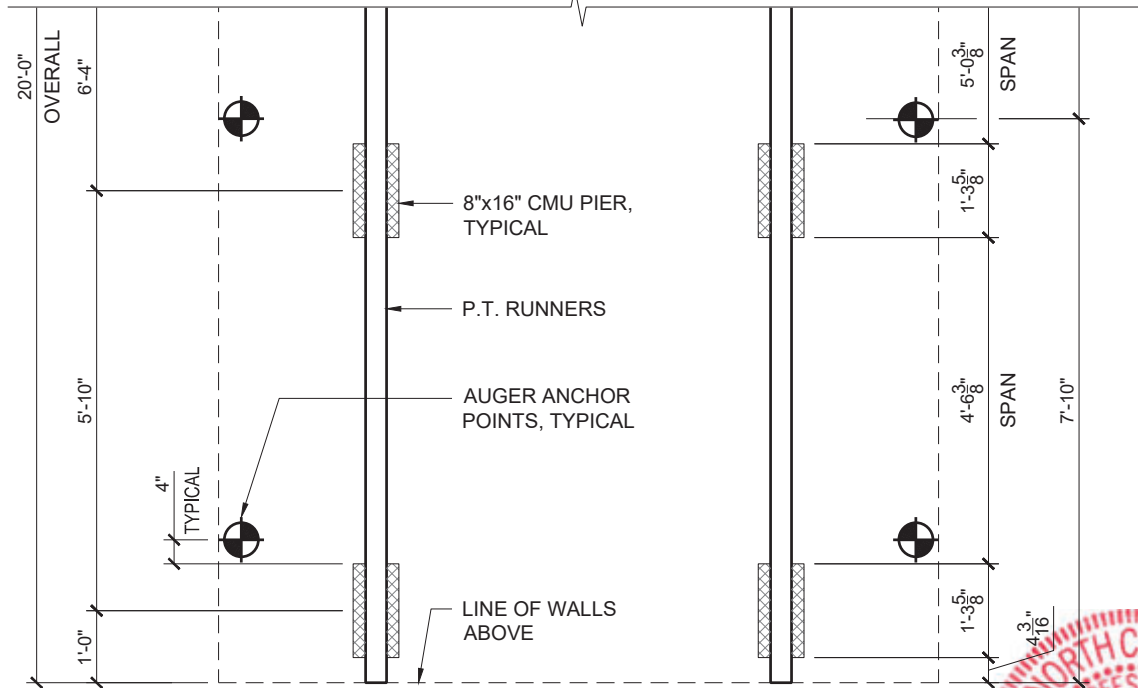 20'-0"
OVERALL
6'-4"
5'-10"
1'-0"
4"
TYPICAL
8"x16" CMU PIER,
TYPICAL
P.T. RUNNERS
AUGER ANCHOR
POINTS, TYPICAL
LINE OF WALLS
ABOVE
5'-0 3/8"
SPAN
1'-3 5/8"
4'-6 3/8"
SPAN
7'-10"
1'-3 5/8"
4 3/16"
NORTH C